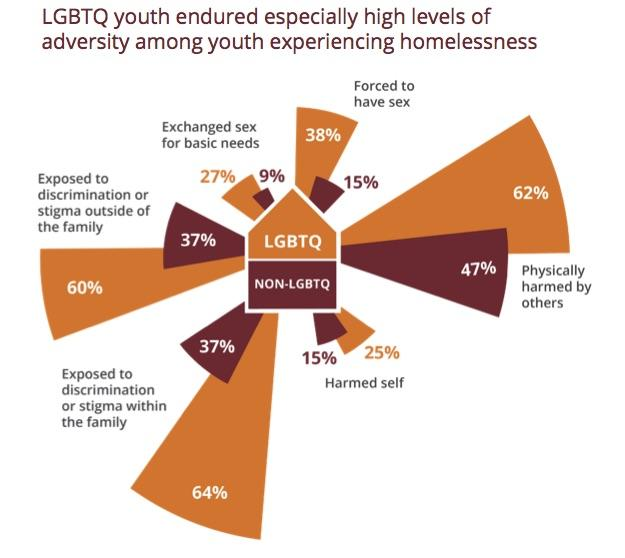 LGBTQ youth endured especially high levels of
adversity among youth experiencing homelessness
Forced to
have sex
38%
15%
Exchanged sex
for basic needs
27%
9%
Exposed to
discrimination or
stigma outside of
the family
37%
60%
LGBTQ
NON-LGBTQ
62%
47%
Physically
harmed by
others
15%
25%
Harmed self
37%
Exposed to
discrimination
or stigma within
the family
64%